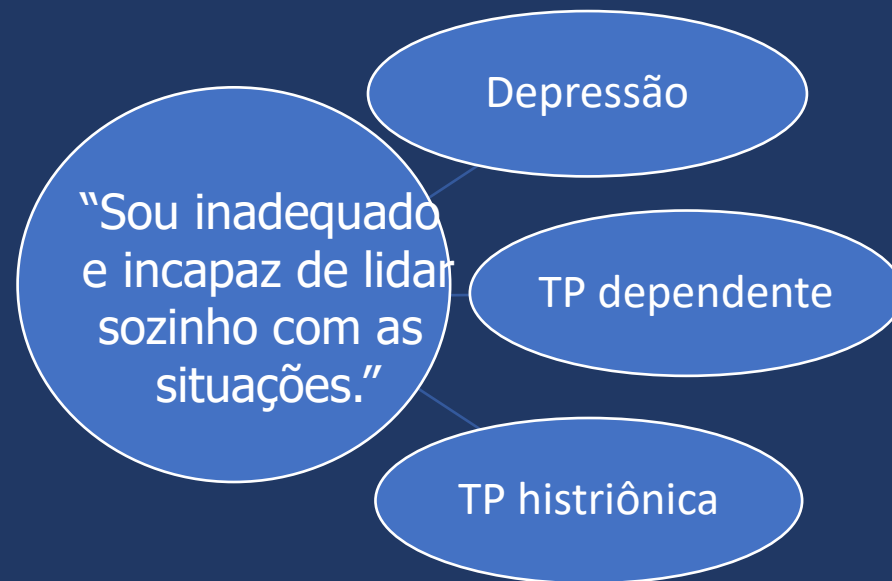 “Sou inadequado
e incapaz de lidar
sozinho com as
situações.”
Depressão
TP dependente
TP histriônica